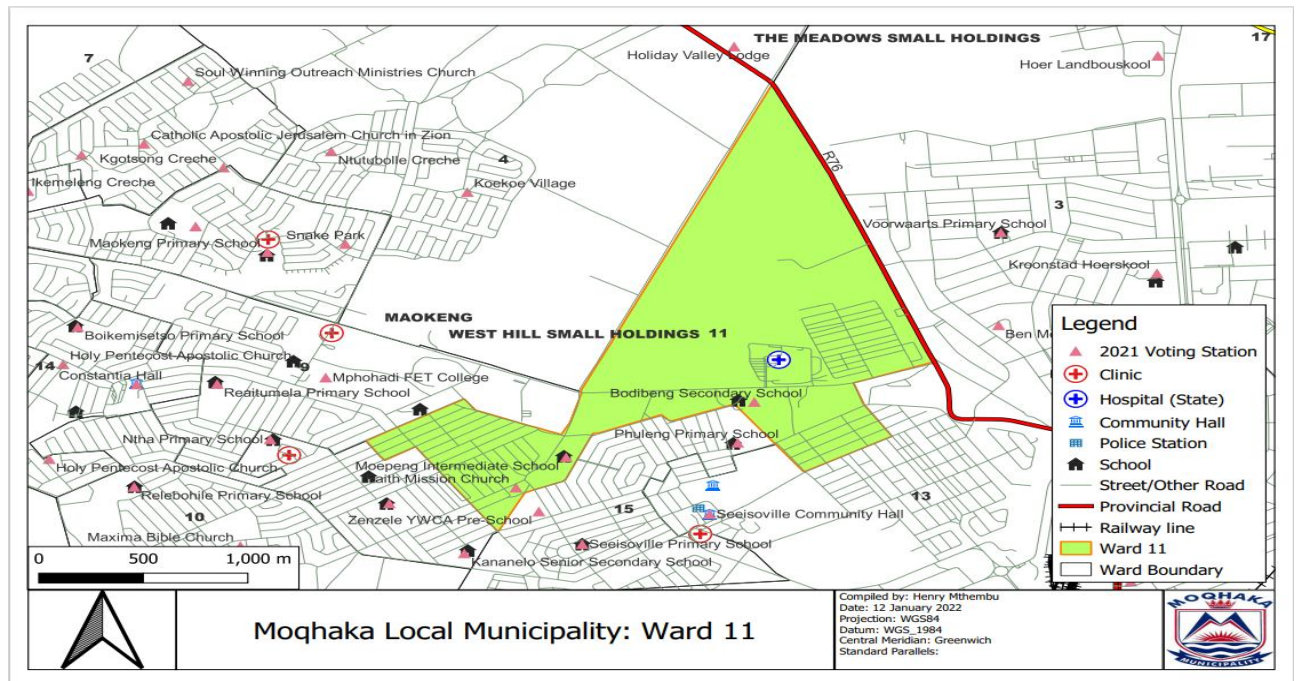 THE MEADOWS SMALL HOLDINGS
17
Holiday Valley Lodge
Hoer Landbouskool
7
Soul Winning Outreach Ministries Church
Catholic Apostolic Jerusalem Church in Zion
Kgotsong Creche
Ntutubolle Creche
4
R76
Ikemeleng Creche
Koekoe Village
3
Voorwaarts Primary School
Maokeng Primary School
Snake Park
Kroonstad Hoerskool
MAOKENG
WEST HILL SMALL HOLDINGS 11
Boikemisetso Primary School
Holy Pentecost Apostolic Church
14
Constantia Hall
9
Mphohadi FET College
Reaitumela Primary School
Bodibeng Secondary School
Ben
Ntha Primary School
Phuleng Primary School
Holy Pentecost Apostolic Church
Moepeng Intermediate School
Faith Mission Church
Relebohile Primary School
10
Zenzele YWCA Pre-School
15
13
Seeisoville Community Hall
Maxima Bible Church
Seeisoville Primary School
Kananelo Senior Secondary School
Legend
2021 Voting Station
Clinic
Hospital (State)
Community Hall
Police Station
School
Street/Other Road
Provincial Road
Railway line
Ward 11
Ward Boundary
0 500 1,000 m
Moqhaka Local Municipality: Ward 11
Compiled by: Henry Mthembu
Date: 12 January 2022
Projection: WGS84
Datum: WGS_1984
Central Meridian: Greenwich
Standard Parallels:
MOQHAKA
MUNICIPALITY